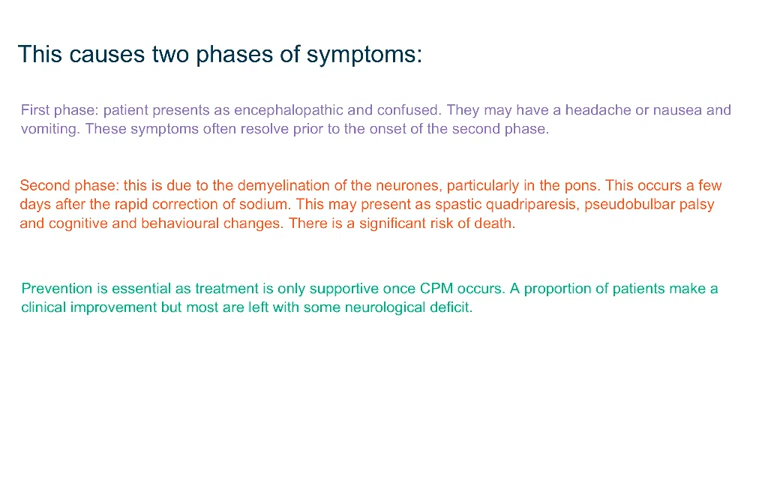 This causes two phases of symptoms:
First phase: patient presents as encephalopathic and confused. They may have a headache or nausea and
vomiting. These symptoms often resolve prior to the onset of the second phase.
Second phase: this is due to the demyelination of the neurones, particularly in the pons. This occurs a few
days after the rapid correction of sodium. This may present as spastic quadriparesis, pseudobulbar palsy
and cognitive and behavioural changes. There is a significant risk of death.
Prevention is essential as treatment is only supportive once CPM occurs. A proportion of patients make a
clinical improvement but most are left with some neurological deficit.